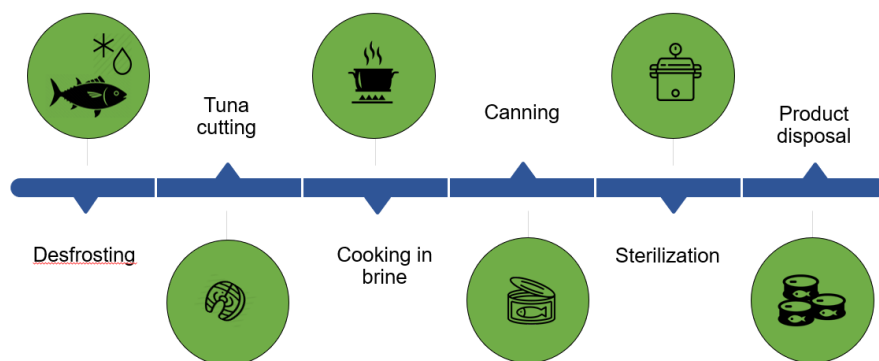 Desfrosting
Tuna
cutting
Cooking in
brine
Canning
Sterilization
Product
disposal